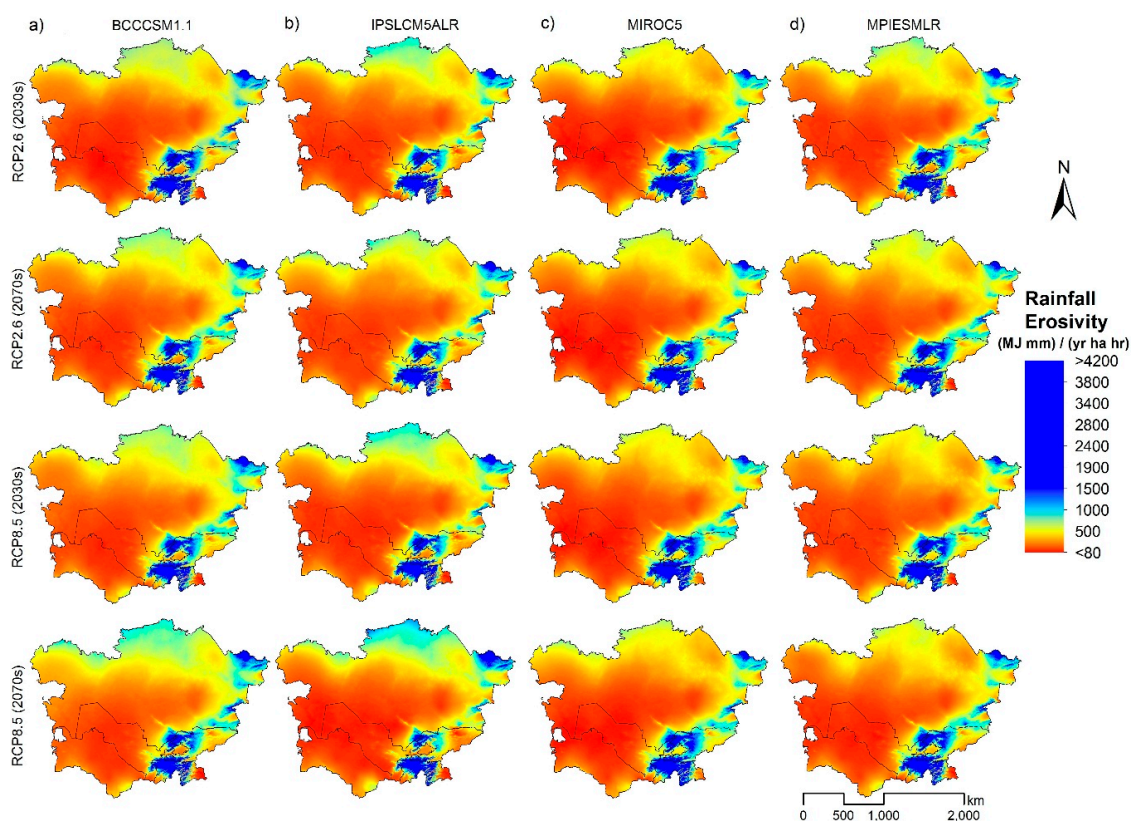 a) BCCCSM1.1 b) IPSLCM5ALR c) MIROC5 d) MPIESMLR
RCP2.6 (2030s)
RCP2.6 (2070s)
RCP8.5 (2030s)
RCP8.5 (2070s)
N
Rainfall
Erosivity
(MJ mm) / (yr ha hr)
>4200
3800
3400
2800
2400
1900
1500
1000
500
<80
km
0 500 1.000 2.000